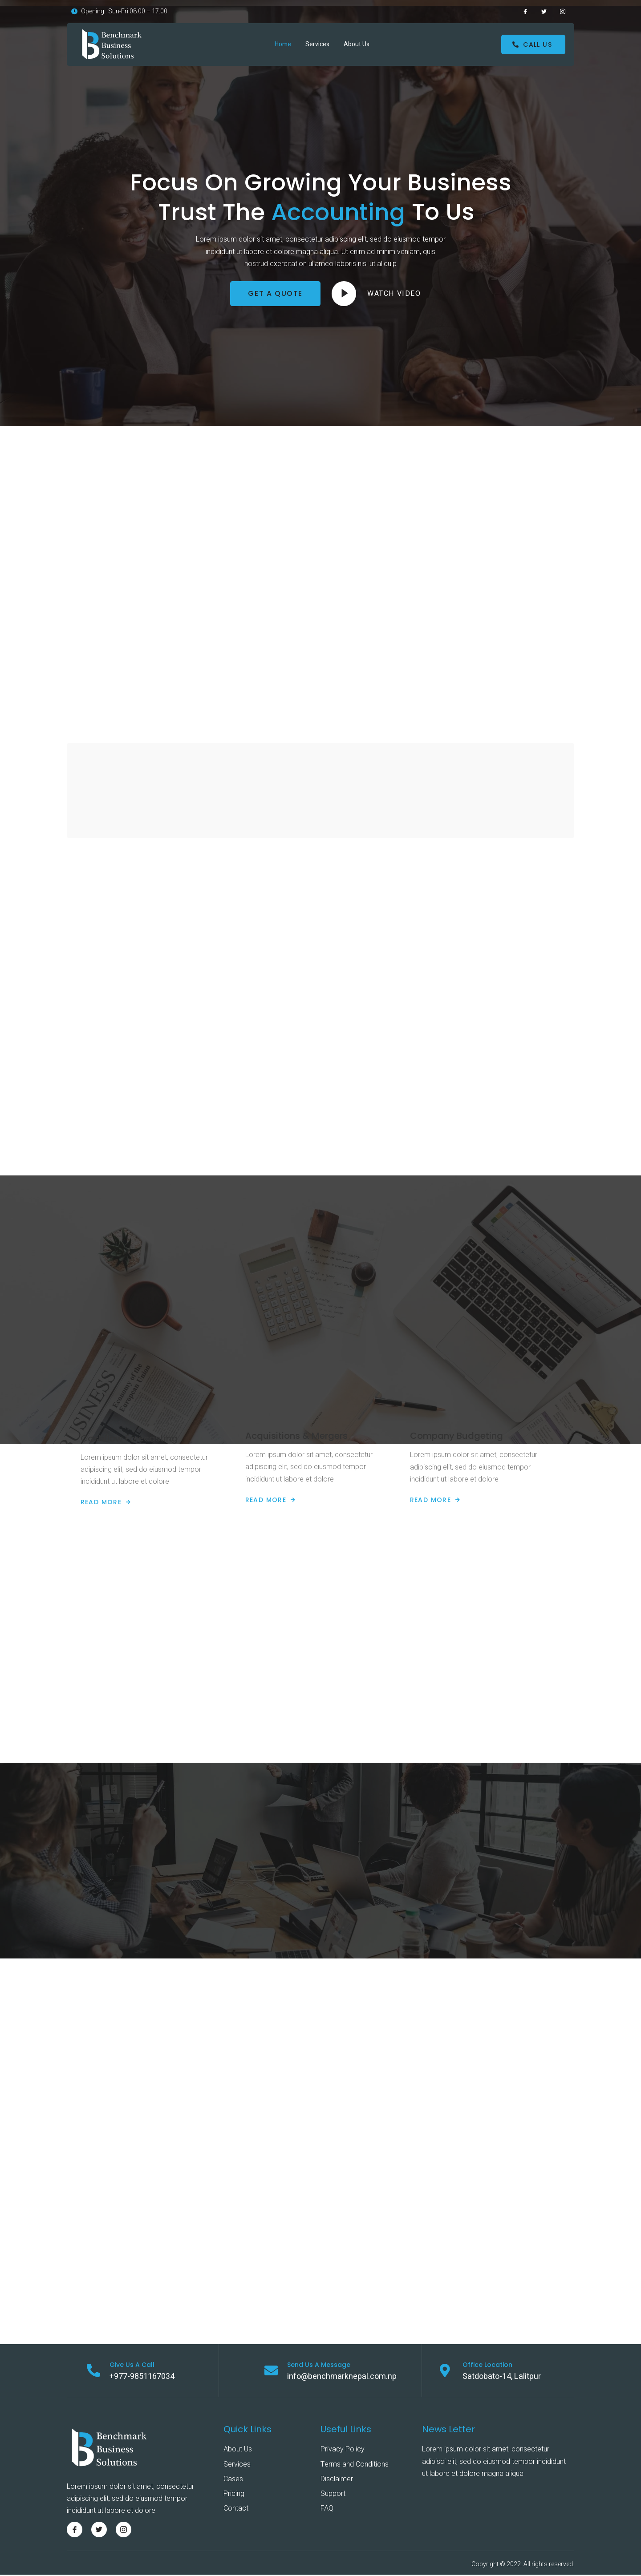 Opening : Sun-Fri 08:00 – 17:00
Benchmark
Business
Solutions
Home
Services
About Us
CALL US
Focus On Growing Your Business
Trust The Accounting To Us
Lorem ipsum dolor sit amet, consectetur adipiscing elit, sed do eiusmod tempor
incididunt ut labore et dolore magna aliqua. Ut enim ad minim veniam, quis
nostrud exercitation ullamco laboris nisi ut aliquip
GET A QUOTE
WATCH VIDEO
BUSINESS
Lorem ipsum dolor sit amet, consectetur
adipiscing elit, sed do eiusmod tempor
incididunt ut labore et dolore
READ MORE
Acquisitions & Mergers
Lorem ipsum dolor sit amet, consectetur
adipiscing elit, sed do eiusmod tempor
incididunt ut labore et dolore
READ MORE
Company Budgeting
Lorem ipsum dolor sit amet, consectetur
adipiscing elit, sed do eiusmod tempor
incididunt ut labore et dolore
READ MORE
Give Us A Call
+977-9851167034
Send Us A Message
info@benchmarknepal.com.np
Office Location
Satdobato-14, Lalitpur
Benchmark
Business
Solutions
Lorem ipsum dolor sit amet, consectetur
adipiscing elit, sed do eiusmod tempor
incididunt ut labore et dolore
Quick Links
About Us
Services
Cases
Pricing
Contact
Useful Links
Privacy Policy
Terms and Conditions
Disclaimer
Support
FAQ
News Letter
Lorem ipsum dolor sit amet, consectetur
adipisci elit, sed do eiusmod tempor incididunt
ut labore et dolore magna aliqua
Copyright © 2022. All rights reserved.